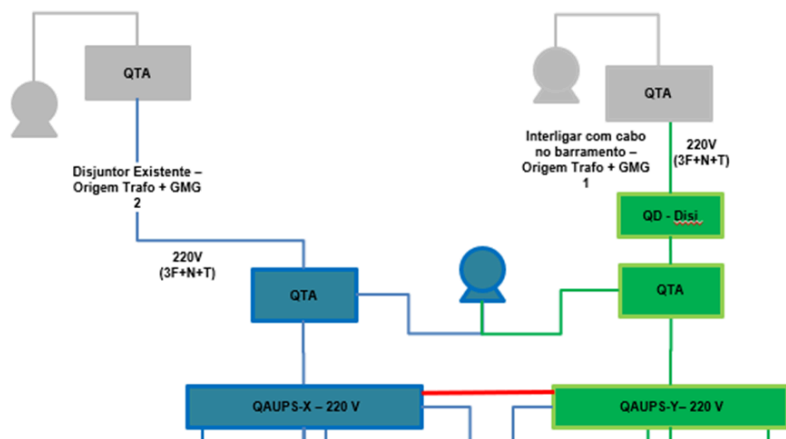 QTA
QTA
Disjuntor Existente –
Origem Trafo + GMG
2
Interligar com cabo
no barramento –
Origem Trafo + GMG
1
220V
(3F+N+T)
QD - Disj
220V
(3F+N+T)
QTA
QTA
QAUPS-X – 220 V
QAUPS-Y– 220 V